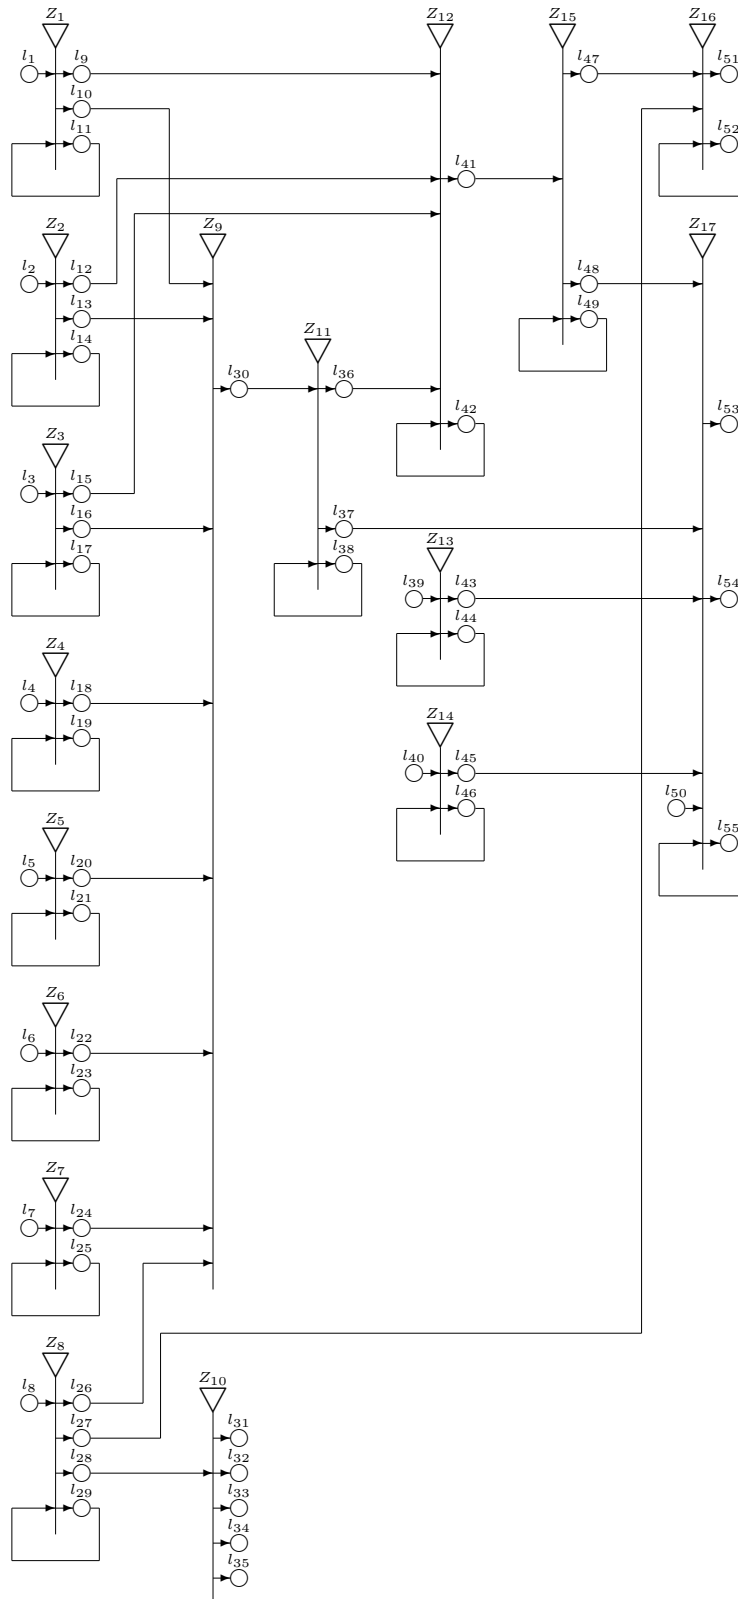 Z₁ Z₁₂ Z₁₅ Z₁₆
l₁ l₉ l₄₇ l₅₁
l₁₀
l₁₁ l₅₂
l₄₁
Z₂ Z₉ Z₁₇
l₂ l₁₂ l₄₈
l₁₃ l₄₉
Z₁₁
l₁₄
l₃₀ l₃₆
l₄₂ l₅₃
Z₃
l₃ l₁₅
l₁₆ l₃₇
Z₁₃
l₁₇ l₃₈
l₃₉ l₄₃ l₅₄
l₄₄
Z₄
l₄ l₁₈
Z₁₄
l₁₉
l₄₀ l₄₅
l₄₆ l₅₀
Z₅
l₅₅
l₅ l₂₀
l₂₁
Z₆
l₆ l₂₂
l₂₃
Z₇
l₇ l₂₄
l₂₅
Z₈
l₈ l₂₆ Z₁₀
l₂₇ l₃₁
l₂₈ l₃₂
l₂₉ l₃₃
l₃₄
l₃₅